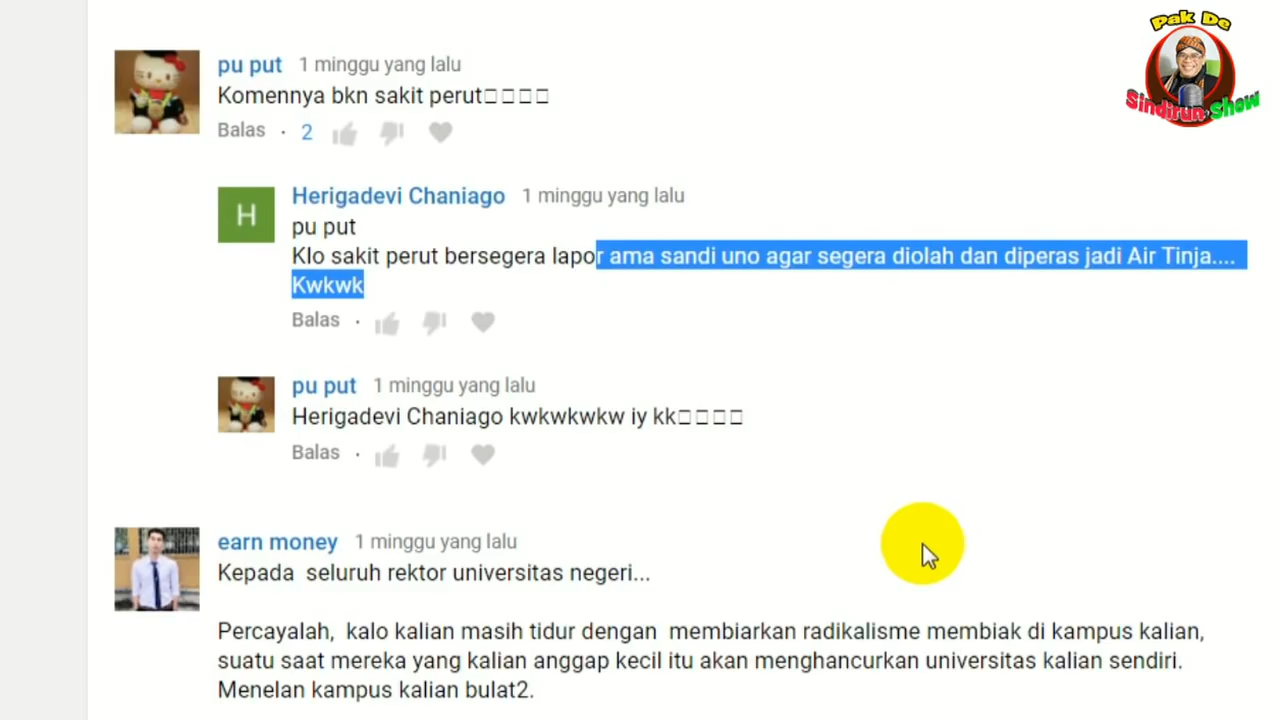 Pak De
Sindirun Show
pu put 1 minggu yang lalu
Komennya bkn sakit perut□□□□
Balas · 2
H
Herigadevi Chaniago 1 minggu yang lalu
pu put
Klo sakit perut bersegera lapor ama sandi uno agar segera diolah dan diperas jadi Air Tinja....
Kwkwk
Balas ·
pu put 1 minggu yang lalu
Herigadevi Chaniago kwkwkwkw iy kk□□□□
Balas ·
earn money 1 minggu yang lalu
Kepada seluruh rektor universitas negeri...
Percayalah, kalo kalian masih tidur dengan membiarkan radikalisme membiak di kampus kalian,
suatu saat mereka yang kalian anggap kecil itu akan menghancurkan universitas kalian sendiri.
Menelan kampus kalian bulat2.